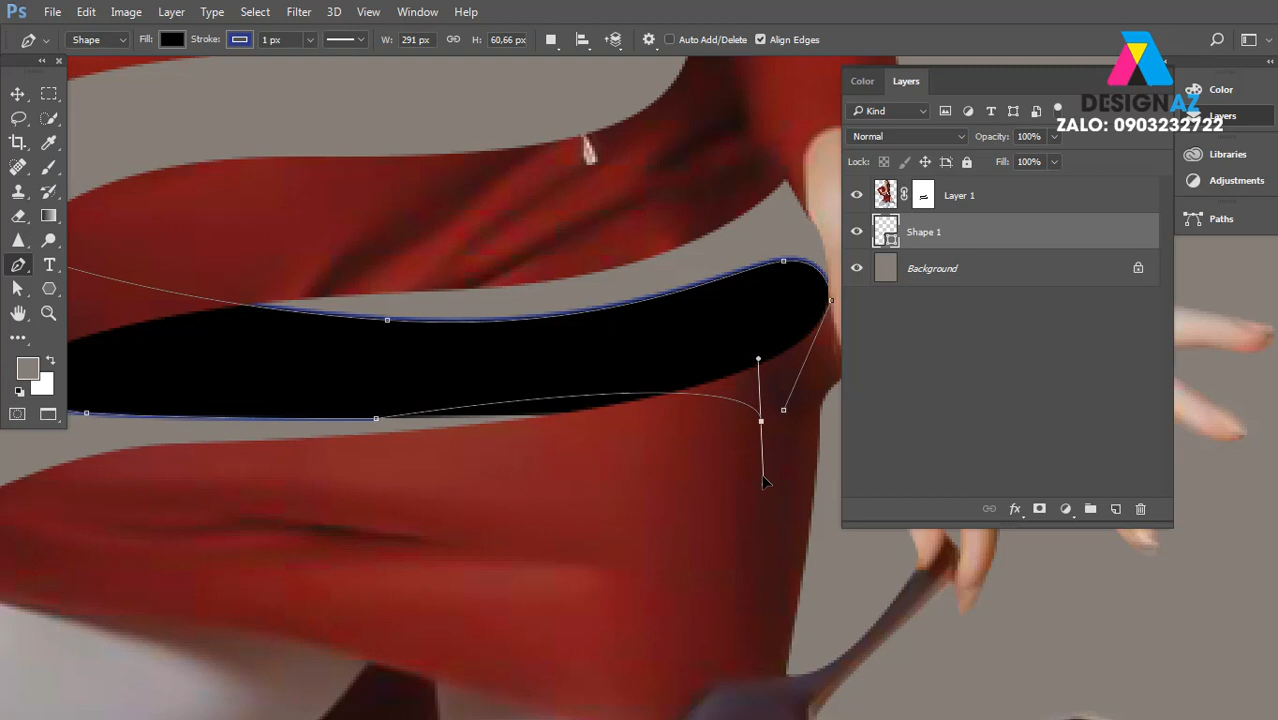 Ps File Edit Image Layer Type Select Filter 3D View Window Help
Shape Fill: Stroke: 1 px W: 291 px H: 60,66 px Auto Add/Delete Align Edges
Color Layers
Kind
Normal Opacity: 100%
Lock: Fill: 100%
Layer 1
Shape 1
Background
Color
Layers
Libraries
Adjustments
Paths
DESIGNAZ
ZALO: 0903232722